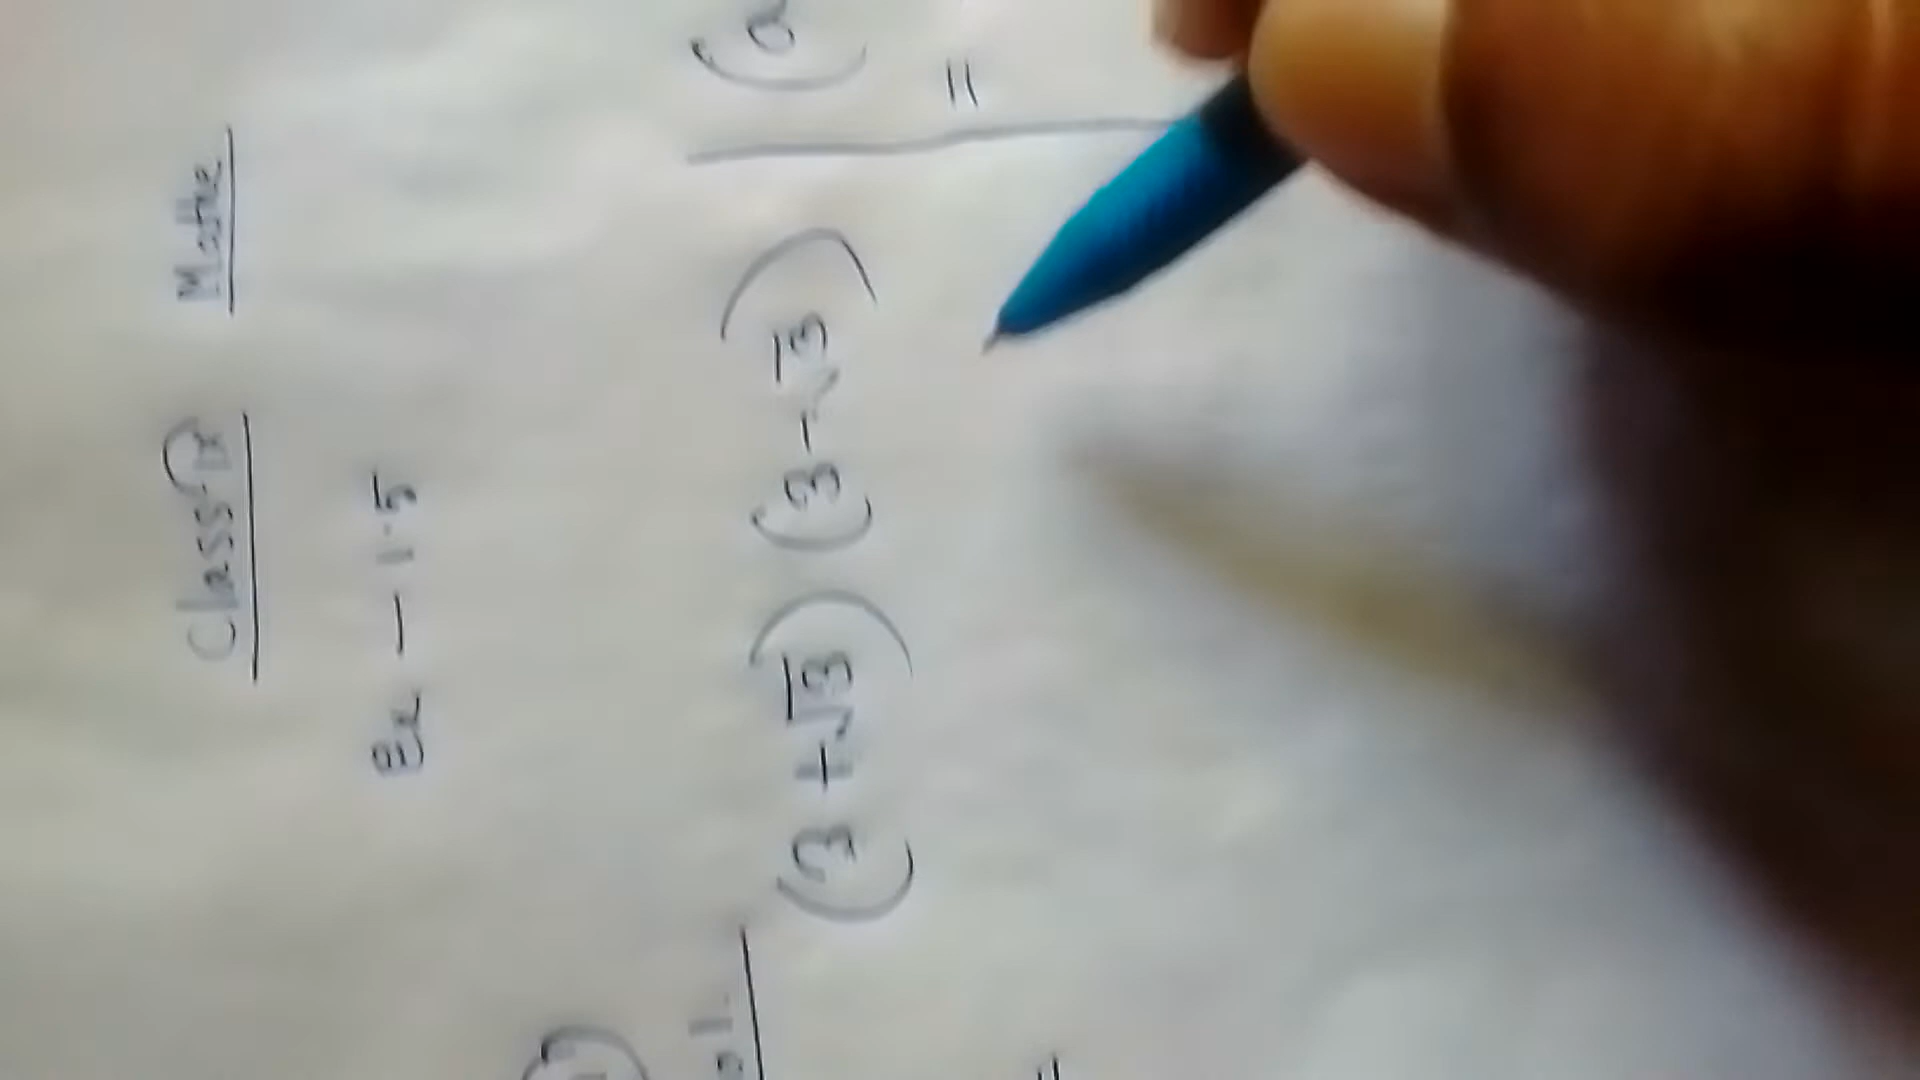 Class IX Maths
Ex - 1.5
(3+√3) (3-√3)
(a
=
=